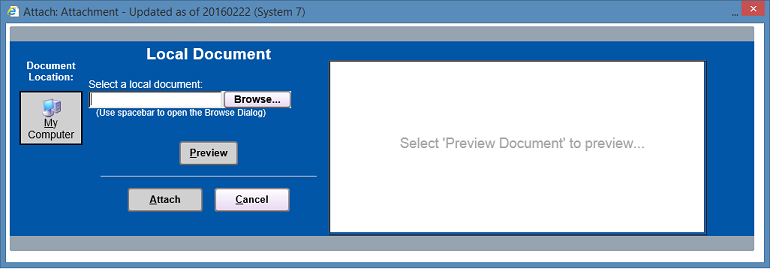 Attach: Attachment - Updated as of 20160222 (System 7)
...
Local Document
Document
Location:
My
Computer
Select a local document:
Browse...
(Use spacebar to open the Browse Dialog)
Preview
Attach
Cancel
Select 'Preview Document' to preview...